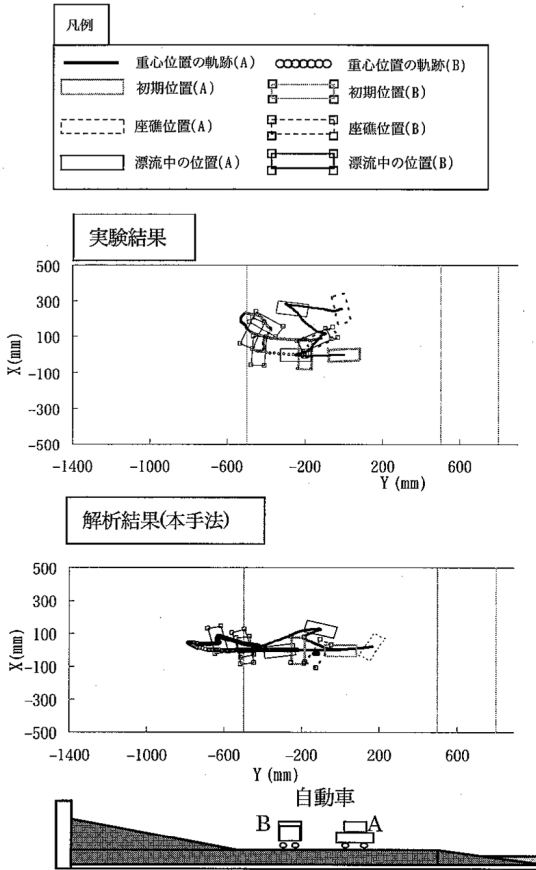 凡例
重心位置の軌跡(A) 重心位置の軌跡(B)
初期位置(A) 初期位置(B)
座礁位置(A) 座礁位置(B)
漂流中の位置(A) 漂流中の位置(B)
実験結果
500
300
100
-100
-300
-500
X(mm)
-1400 -1000 -600 -200 200 600
Y (mm)
解析結果(本手法)
500
300
100
-100
-300
-500
X(mm)
-1400 -1000 -600 -200 200 600
Y (mm)
自動車
B A